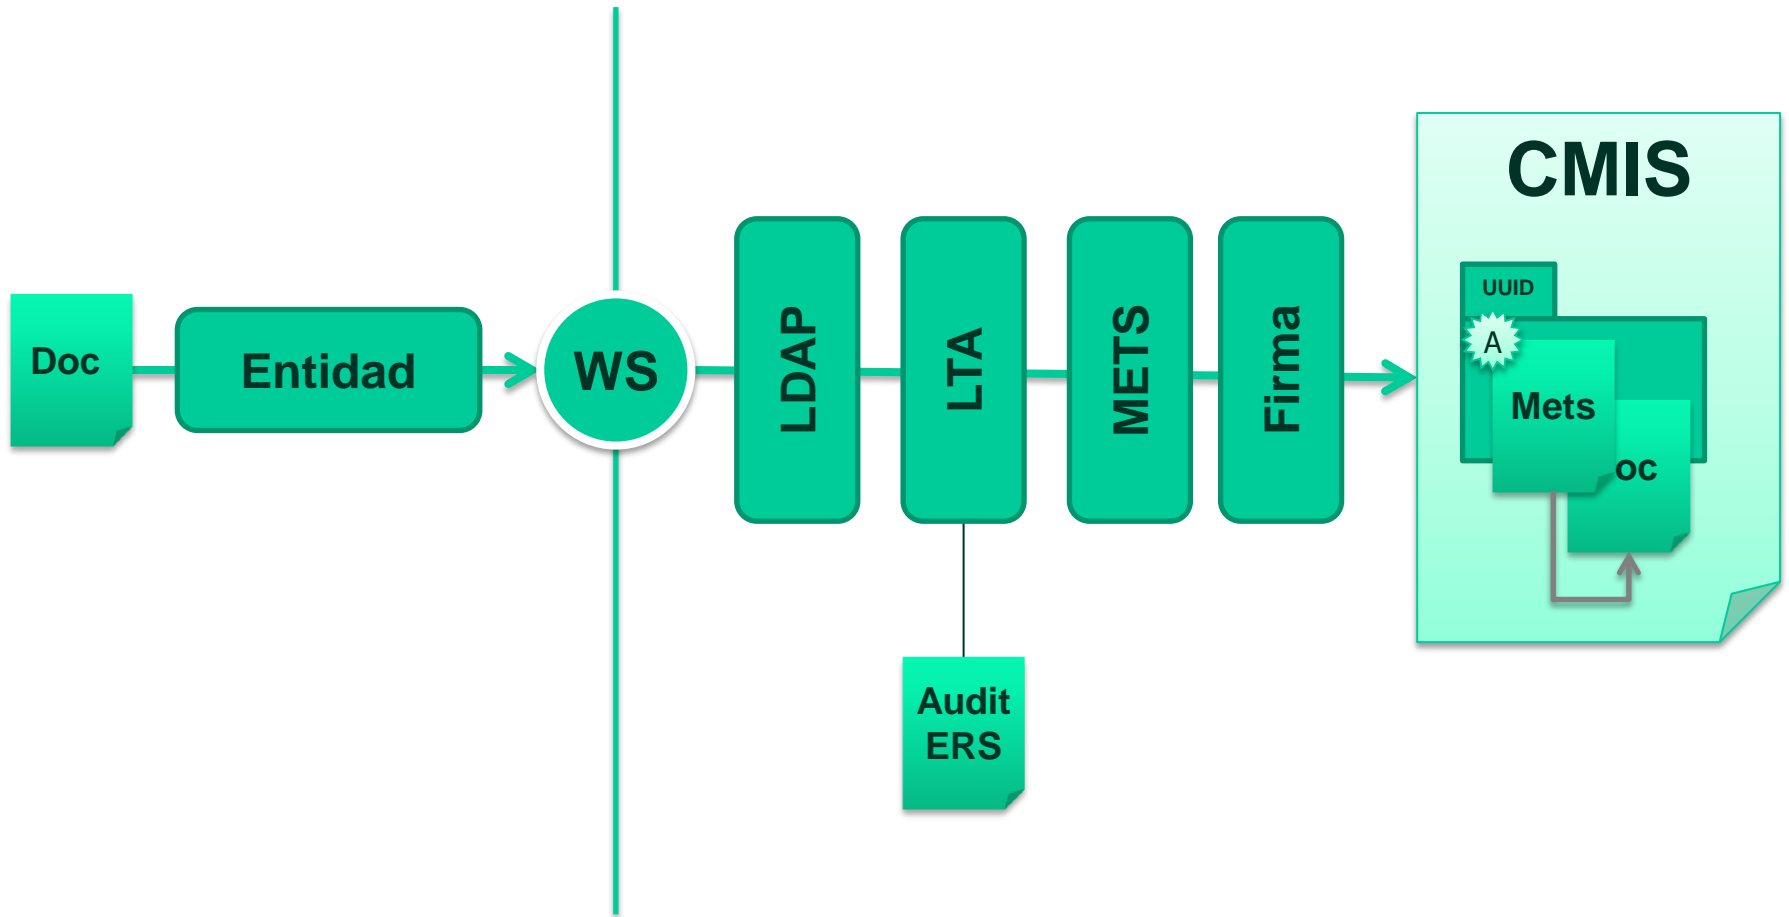 Doc
Entidad
WS
LDAP
LTA
METS
Firma
Audit
ERS
CMIS
UUID
A
Mets
oc